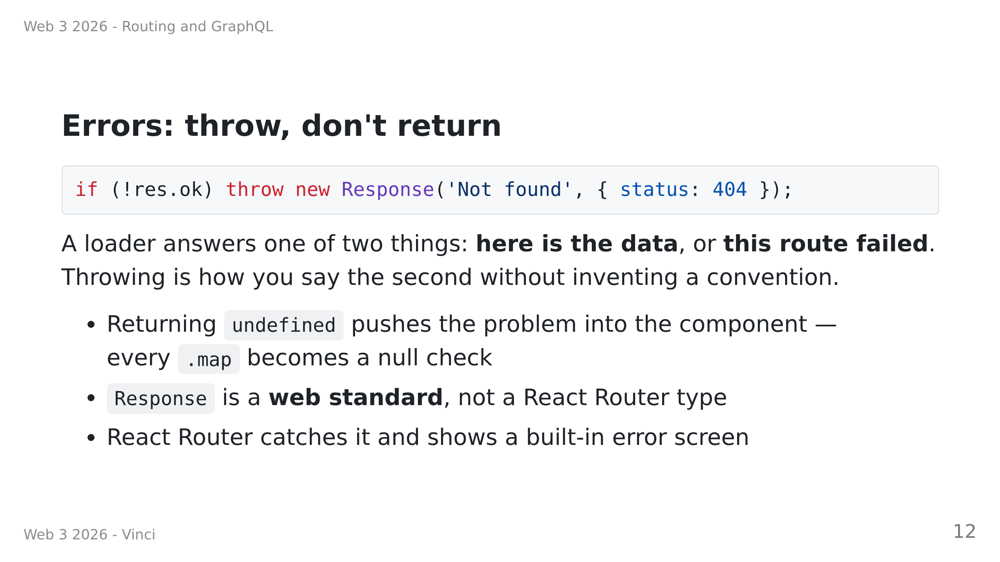 Web 3 2026 - Routing and GraphQL
Errors: throw, don't return
if (!res.ok) throw new Response('Not found', { status: 404 });
A loader answers one of two things: here is the data, or this route failed.
Throwing is how you say the second without inventing a convention.
• Returning undefined pushes the problem into the component —
every .map becomes a null check
• Response is a web standard, not a React Router type
• React Router catches it and shows a built-in error screen
Web 3 2026 - Vinci
12